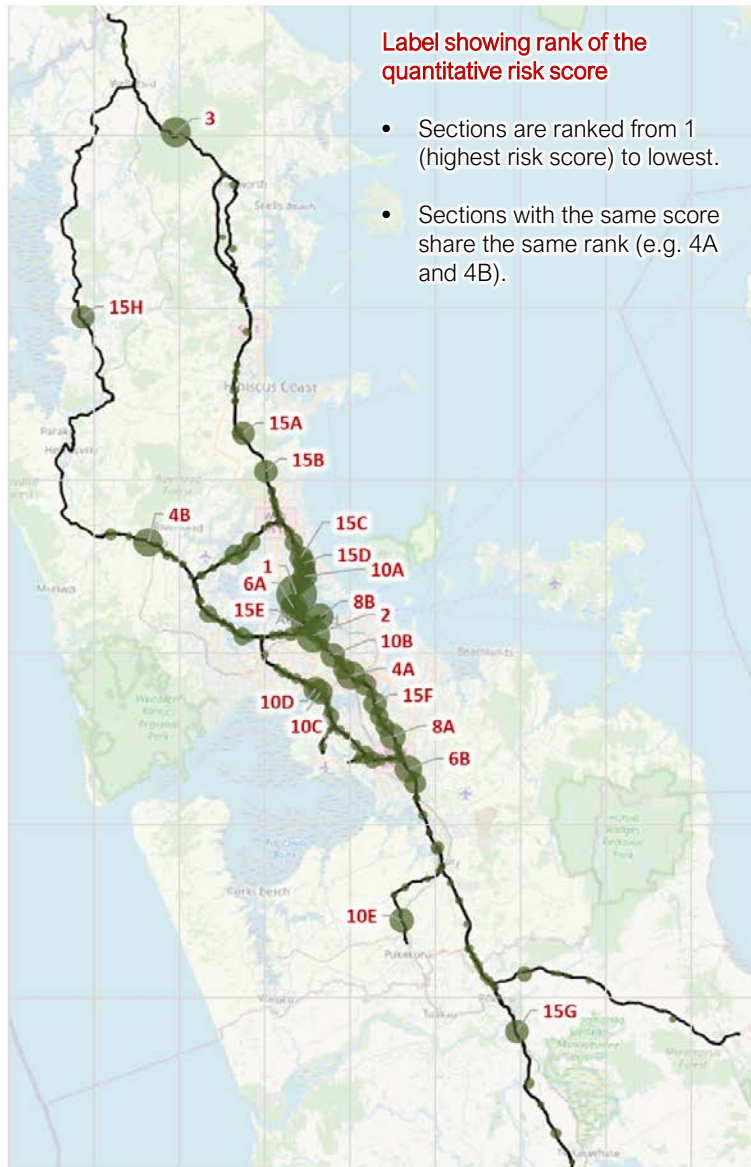 Label showing rank of the
quantitative risk score
• Sections are ranked from 1
(highest risk score) to lowest.
• Sections with the same score
share the same rank (e.g. 4A
and 4B).
3
15H
Hibiscus Coast
15A
15B
4B
15C
15D
1
10A
6A
8B
15E
2
10B
4A
10D
15F
10C
8A
6B
10E
Pukekohe
Tuakau
15G